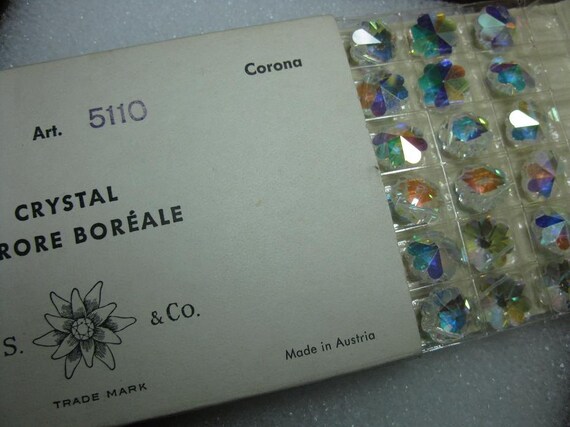 Corona
Art. 5110
CRYSTAL
RORE BORÉALE
S. & Co.
TRADE MARK
Made in Austria